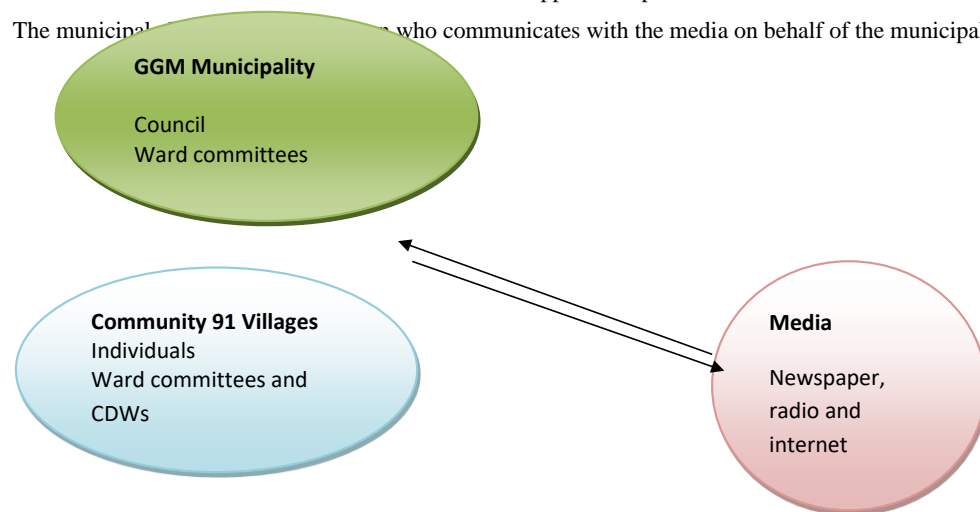 The municipal who communicates with the media on behalf of the municipal
GGM Municipality
Council
Ward committees
Community 91 Villages
Individuals
Ward committees and
CDWs
Media
Newspaper,
radio and
internet